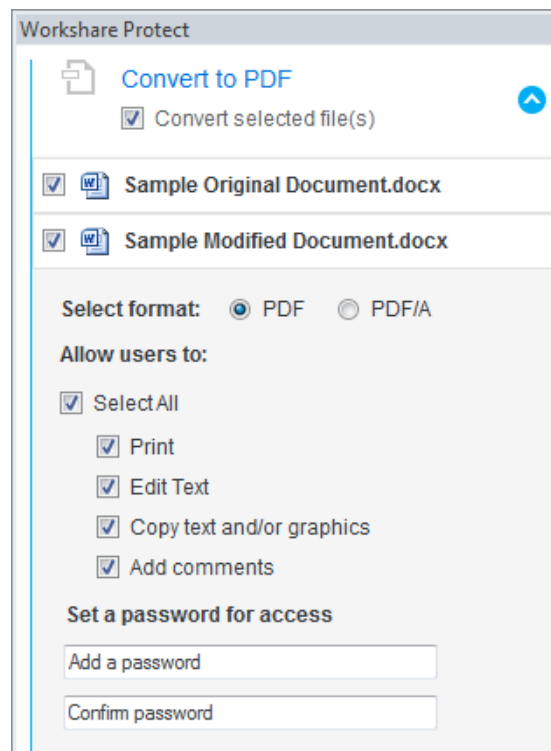 Workshare Protect
Convert to PDF
Convert selected file(s)
Sample Original Document.docx
Sample Modified Document.docx
Select format: PDF PDF/A
Allow users to:
Select All
Print
Edit Text
Copy text and/or graphics
Add comments
Set a password for access
Add a password
Confirm password